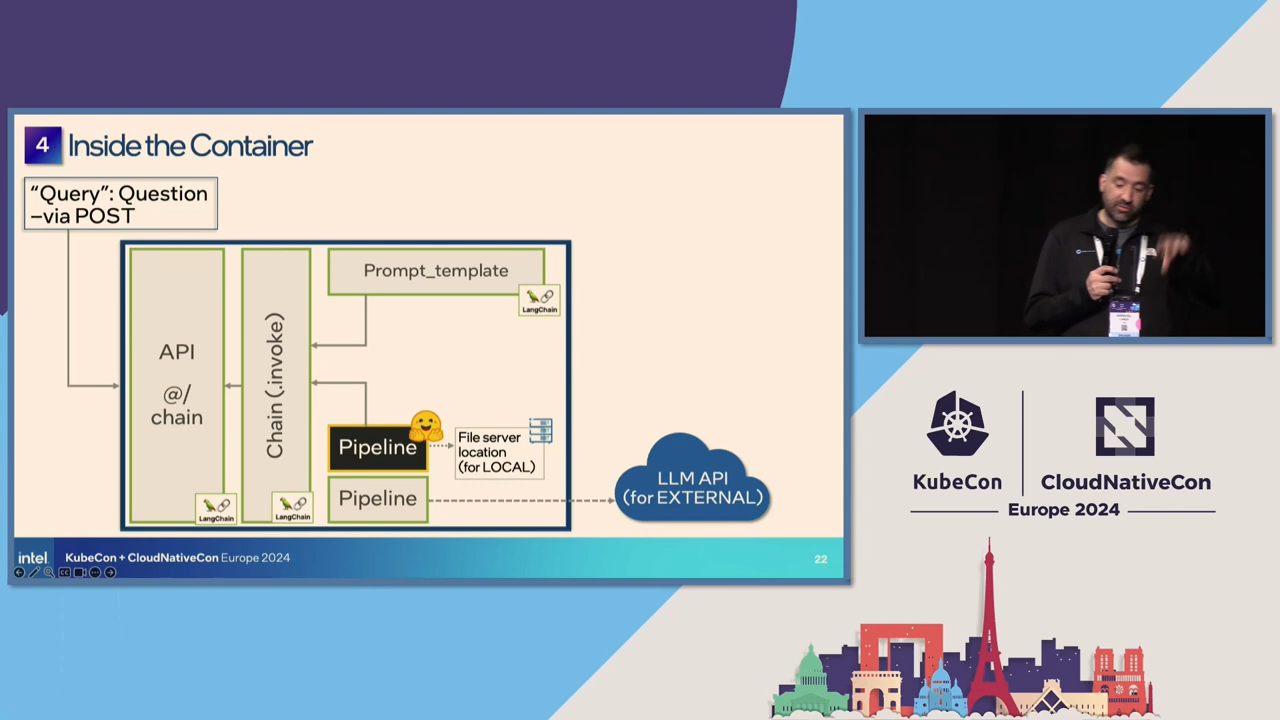 4 Inside the Container
“Query”: Question
–via POST
API
@/
chain
LangChain
Chain (.invoke)
LangChain
Prompt_template
LangChain
Pipeline
File server
location
(for LOCAL)
Pipeline
LLM API
(for EXTERNAL)
intel. KubeCon + CloudNativeCon Europe 2024
22
KubeCon
CloudNativeCon
Europe 2024